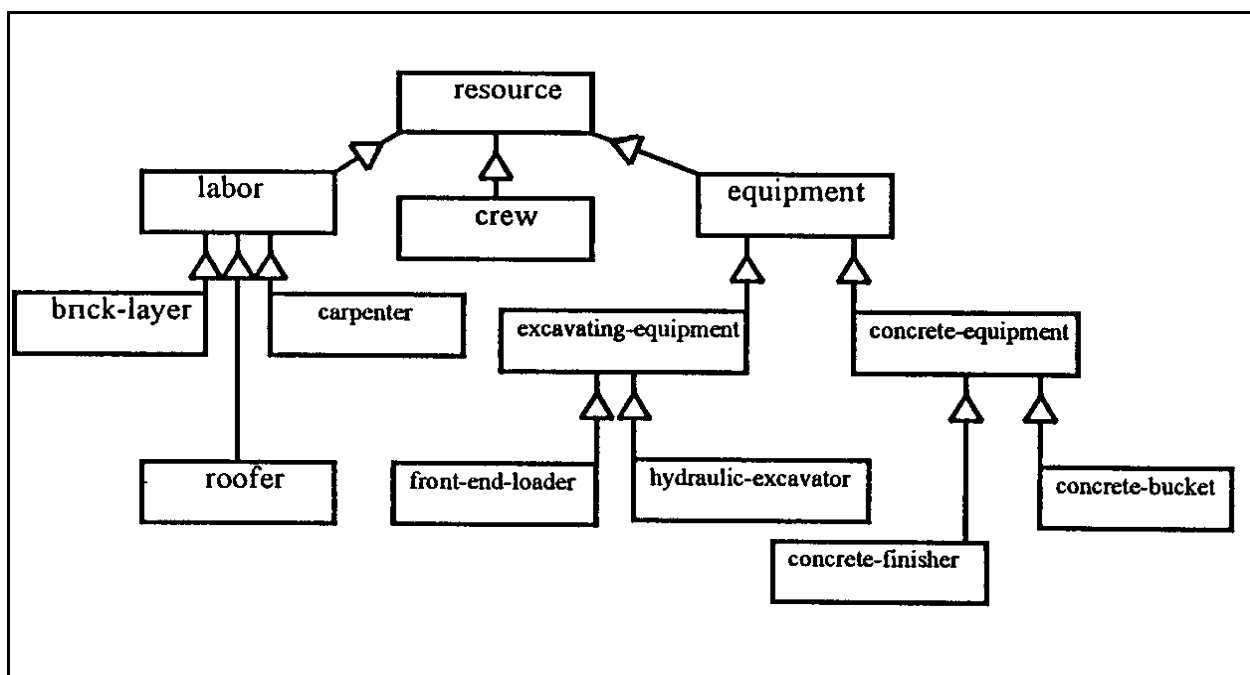 resource
labor
crew
equipment
brick-layer
carpenter
excavating-equipment
concrete-equipment
roofer
front-end-loader
hydraulic-excavator
concrete-bucket
concrete-finisher